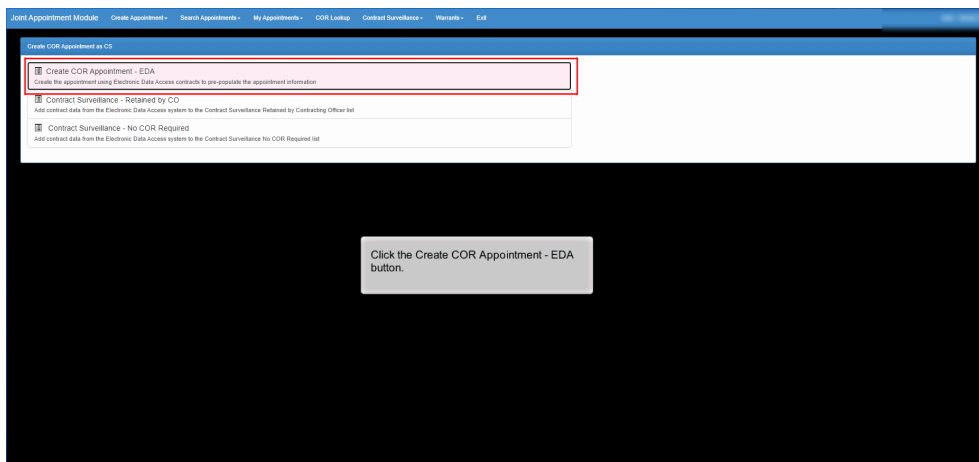 Joint Appointment Module Create Appointment Search Appointments My Appointments COR Lookup Contract Surveillance Warrants Exit
Create COR Appointment as CS
Create COR Appointment - EDA
Create the appointment using Electronic Data Access contracts to pre-populate the appointment information
Contract Surveillance - Retained by CO
Add contract data from the Electronic Data Access system to the Contract Surveillance Retained by Contracting Officer list
Contract Surveillance - No COR Required
Add contract data from the Electronic Data Access system to the Contract Surveillance No COR Required list
Click the Create COR Appointment - EDA
button.